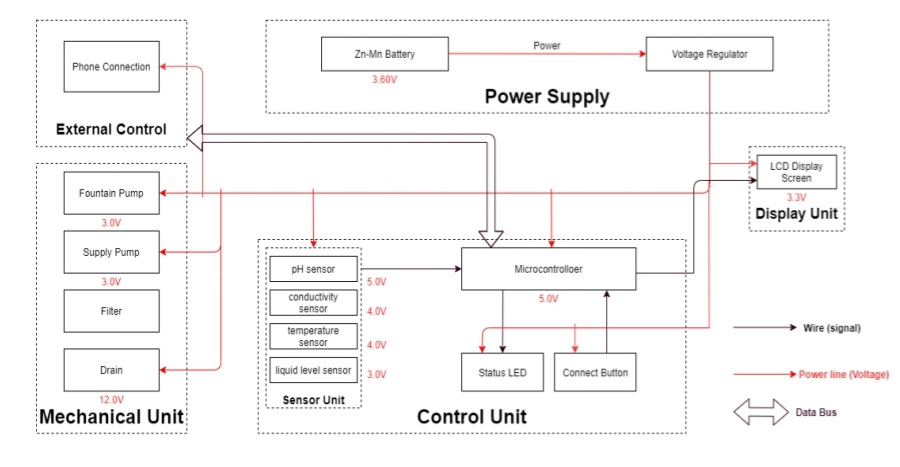 Phone Connection
External Control
Zn-Mn Battery
3.60V
Power
Voltage Regulator
Power Supply
Fountain Pump
3.0V
Supply Pump
3.0V
Filter
Drain
12.0V
Mechanical Unit
pH sensor
5.0V
conductivity
sensor
4.0V
temperature
sensor
4.0V
liquid level sensor
3.0V
Sensor Unit
Microcontrolloer
5.0V
Status LED
Connect Button
Control Unit
LCD Display
Screen
3.3V
Display Unit
Wire (signal)
Power line (Voltage)
Data Bus